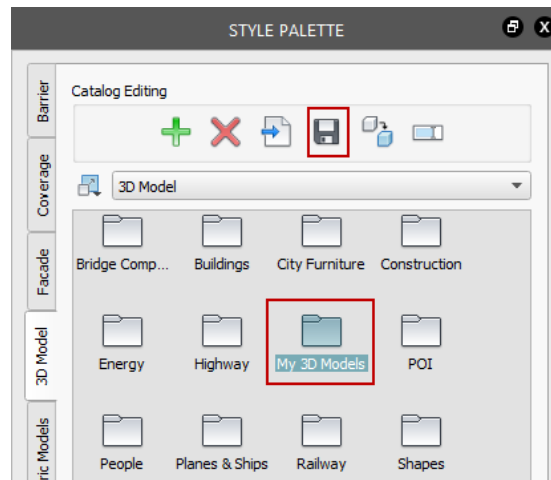 STYLE PALETTE
Catalog Editing
3D Model
Barrier
Coverage
Facade
3D Model
ric Models
Bridge Comp...
Buildings
City Furniture
Construction
Energy
Highway
My 3D Models
POI
People
Planes & Ships
Railway
Shapes